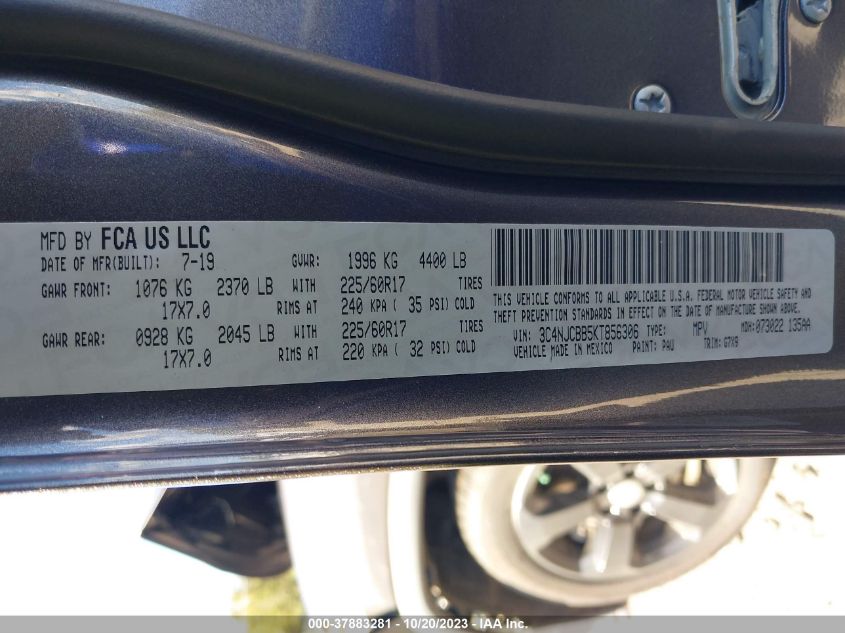 MFD BY FCA US LLC
DATE OF MFR(BUILT): 7-19 GVWR: 1996 KG 4400 LB
GAWR FRONT: 1076 KG 2370 LB WITH 225/60R17 TIRES
17X7.0 RIMS AT 240 KPA ( 35 PSI) COLD
GAWR REAR: 0928 KG 2045 LB WITH 225/60R17 TIRES
17X7.0 RIMS AT 220 KPA ( 32 PSI) COLD
THIS VEHICLE CONFORMS TO ALL APPLICABLE U.S.A. FEDERAL MOTOR VEHICLE SAFETY AND
THEFT PREVENTION STANDARDS IN EFFECT ON THE DATE OF MANUFACTURE SHOWN ABOVE.
VIN: 3C4NJCBB5KT856306 TYPE: MPV MDH: 073022 135AA
VEHICLE MADE IN MEXICO PAINT: PAU TRIM: G7X9
000-37883281 - 10/20/2023 - IAA Inc.